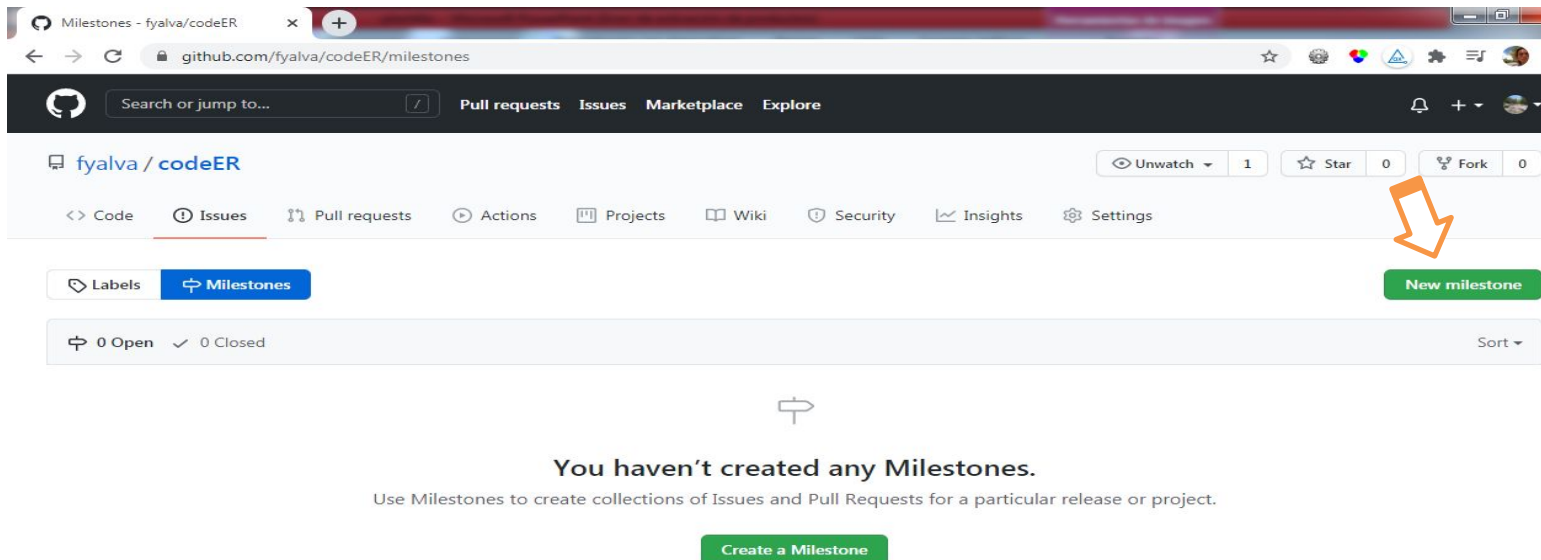 Milestones - fyalva/codeER
github.com/fyalva/codeER/milestones
Search or jump to... / Pull requests Issues Marketplace Explore
fyalva / codeER Unwatch 1 Star 0 Fork 0
<> Code Issues Pull requests Actions Projects Wiki Security Insights Settings
Labels Milestones New milestone
0 Open 0 Closed Sort
You haven't created any Milestones.
Use Milestones to create collections of Issues and Pull Requests for a particular release or project.
Create a Milestone